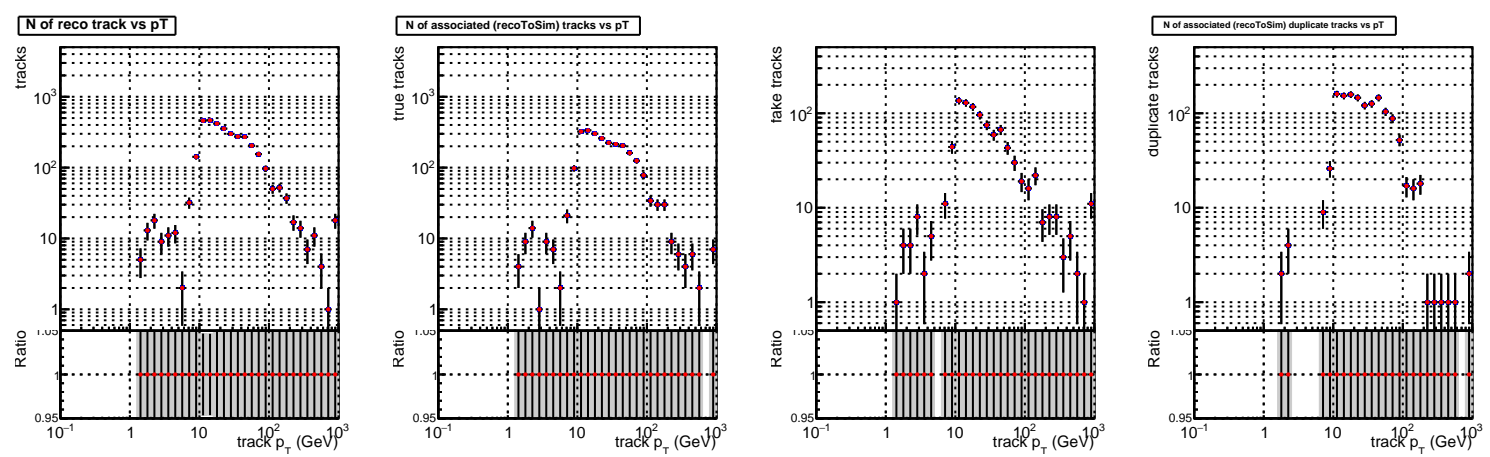 N of reco track vs pT
tracks
10³
10²
10
1
1.05
Ratio
1
0.95
10⁻¹ 1 10 10² 10³
track p_T (GeV)
N of associated (recoToSim) tracks vs pT
true tracks
10³
10²
10
1
1.05
Ratio
1
0.95
10⁻¹ 1 10 10² 10³
track p_T (GeV)
fake tracks
10²
10
1
1.05
Ratio
1
0.95
10⁻¹ 1 10 10² 10³
track p_T (GeV)
N of associated (recoToSim) duplicate tracks vs pT
duplicate tracks
10²
10
1
1.05
Ratio
1
0.95
10⁻¹ 1 10 10² 10³
track p_T (GeV)